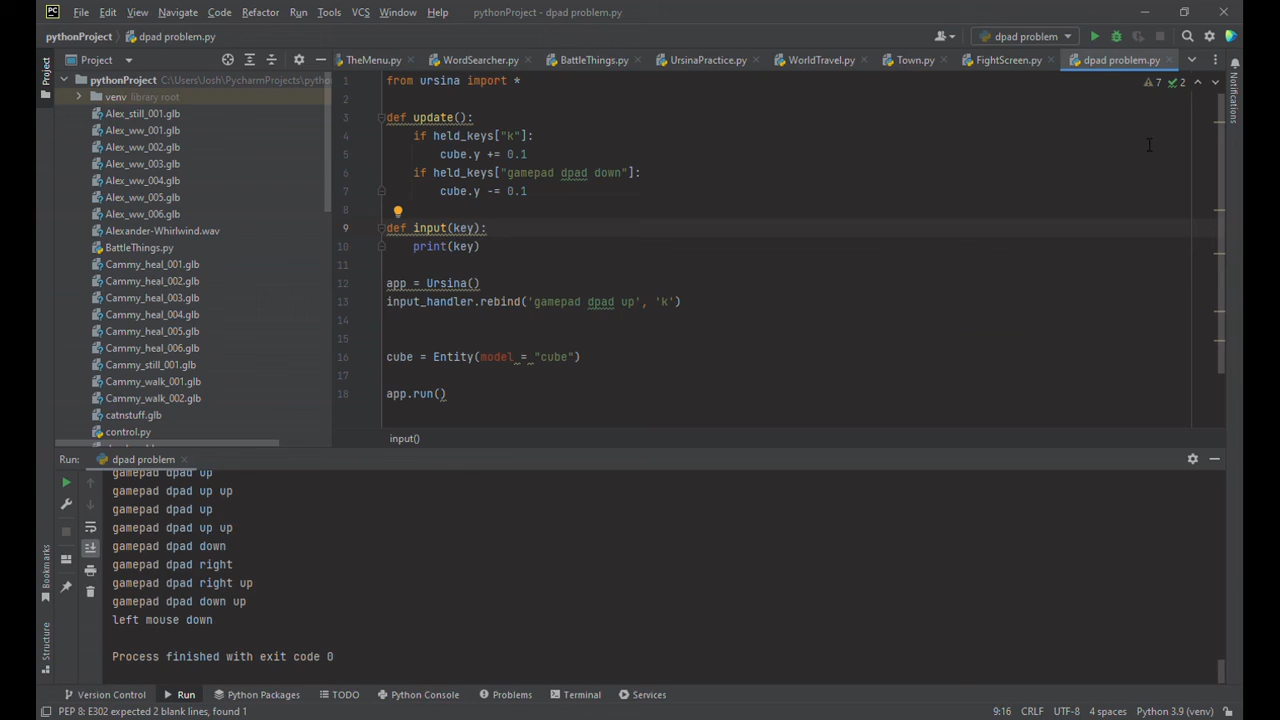 PC File Edit View Navigate Code Refactor Run Tools VCS Window Help pythonProject - dpad problem.py
pythonProject dpad problem.py dpad problem
Project TheMenu.py WordSearcher.py BattleThings.py UrsinaPractice.py WorldTravel.py Town.py FightScreen.py dpad problem.py
Project
Notifications
7 2
pythonProject C:\Users\Josh\PycharmProjects\python
venv library root
Alex_still_001.glb
Alex_ww_001.glb
Alex_ww_002.glb
Alex_ww_003.glb
Alex_ww_004.glb
Alex_ww_005.glb
Alex_ww_006.glb
Alexander-Whirlwind.wav
BattleThings.py
Cammy_heal_001.glb
Cammy_heal_002.glb
Cammy_heal_003.glb
Cammy_heal_004.glb
Cammy_heal_005.glb
Cammy_heal_006.glb
Cammy_still_001.glb
Cammy_walk_001.glb
Cammy_walk_002.glb
catnstuff.glb
control.py
1 from ursina import *
2
3 def update():
4 if held_keys["k"]:
5 cube.y += 0.1
6 if held_keys["gamepad dpad down"]:
7 cube.y -= 0.1
8
9 def input(key):
10 print(key)
11
12 app = Ursina()
13 input_handler.rebind('gamepad dpad up', 'k')
14
15
16 cube = Entity(model = "cube")
17
18 app.run()
input()
Run: dpad problem
gamepad dpad up
gamepad dpad up up
gamepad dpad up
gamepad dpad up up
gamepad dpad down
gamepad dpad right
gamepad dpad right up
gamepad dpad down up
left mouse down
Process finished with exit code 0
Bookmarks
Structure
Version Control Run Python Packages TODO Python Console Problems Terminal Services
PEP 8: E302 expected 2 blank lines, found 1 9:16 CRLF UTF-8 4 spaces Python 3.9 (venv)